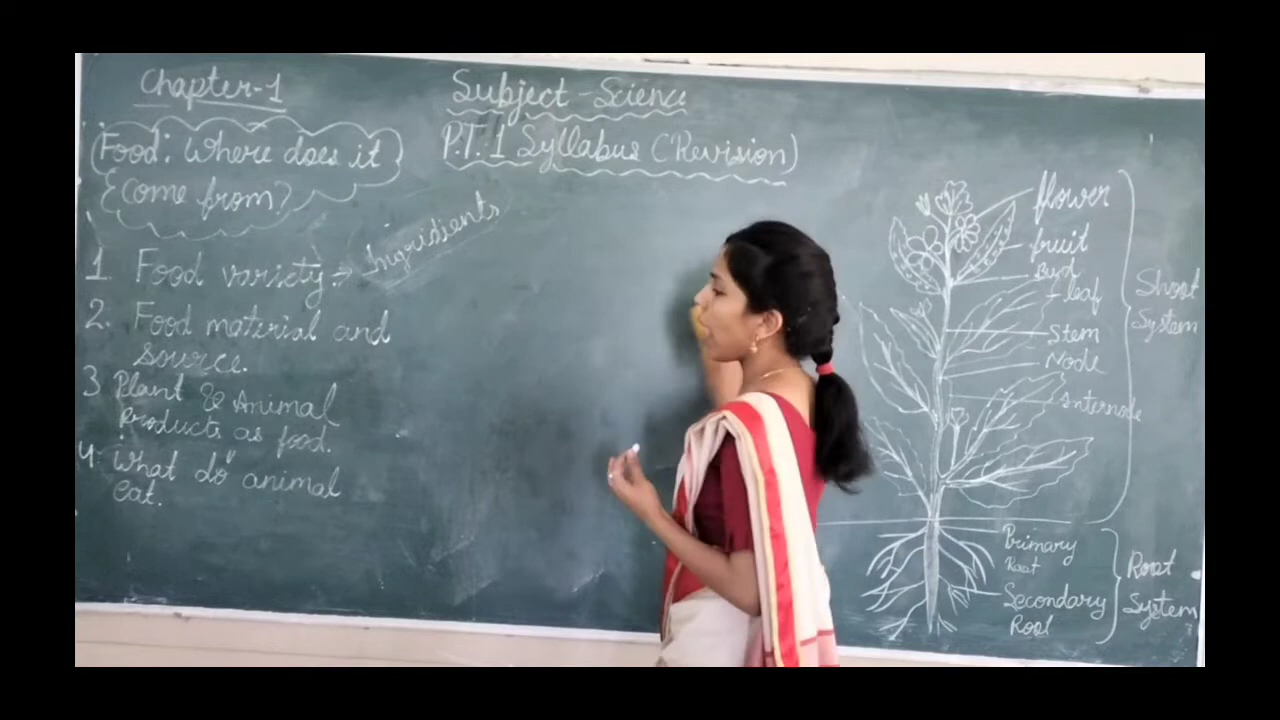 Chapter-1
Food: Where does it
come from?
Subject - Science
P.T. 1 Syllabus (Revision)
1. Food variety → Ingridients
2. Food material and
source.
3 Plant & Animal
Products as food.
4. What do animal
eat.
flower
fruit
Bud
leaf
Stem
Node
Internode
Shoot
System
Primary
Root
Secondary
Root
Root
System